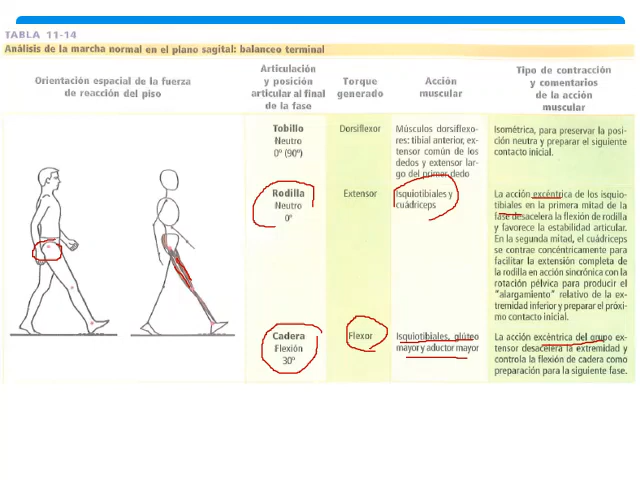 TABLA 11-14
Análisis de la marcha normal en el plano sagital: balanceo terminal
Orientación espacial de la fuerza
de reacción del piso
Articulación
y posición
articular al final
de la fase
Torque
generado
Acción
muscular
Tipo de contracción
y comentarios
de la acción
muscular
Tobillo
Neutro
0º (90º)
Dorsiflexor
Músculos dorsiflexo-
res: tibial anterior, ex-
tensor común de los
dedos y extensor lar-
go del primer dedo
Isométrica, para preservar la posi-
ción neutra y preparar el siguiente
contacto inicial.
Rodilla
Neutro
0º
Extensor
Isquiotibiales y
cuádriceps
La acción excéntrica de los isquio-
tibiales en la primera mitad de la
fase desacelera la flexión de rodilla
y favorece la estabilidad articular.
En la segunda mitad, el cuádriceps
se contrae concéntricamente para
facilitar la extensión completa de
la rodilla en acción sincrónica con la
rotación pélvica para producir el
"alargamiento" relativo de la ex-
tremidad inferior y preparar el próxi-
mo contacto inicial.
Cadera
Flexión
30º
Flexor
Isquiotibiales, glúteo
mayor y aductor mayor
La acción excéntrica del grupo ex-
tensor desacelera la extremidad y
controla la flexión de cadera como
preparación para la siguiente fase.